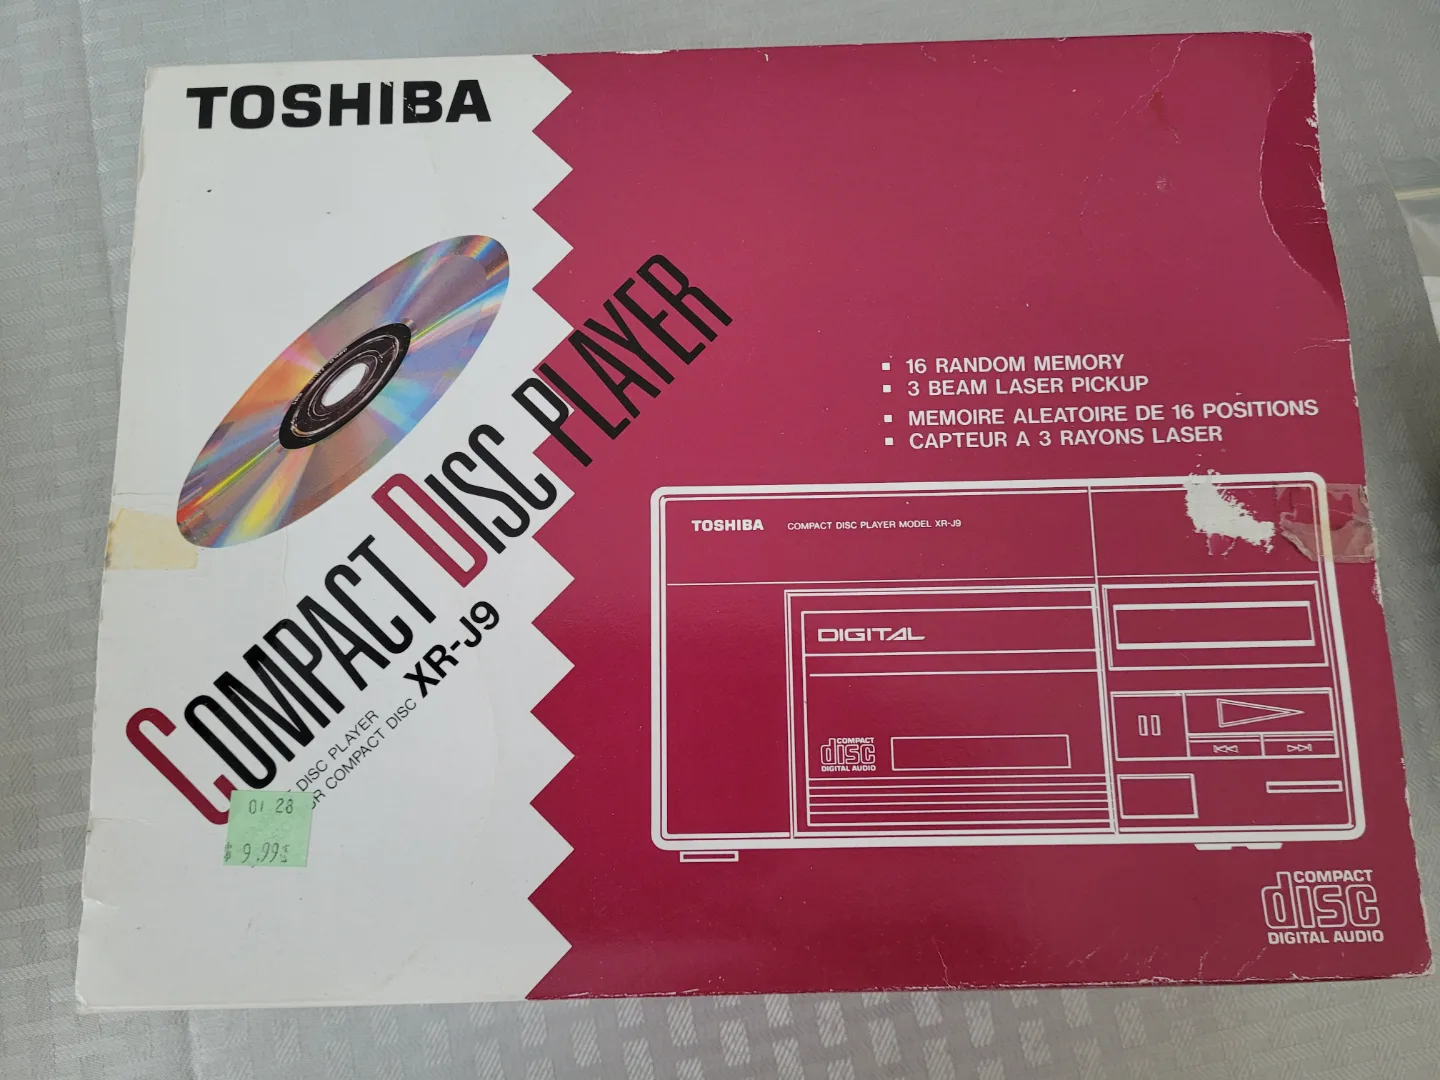 TOSHIBA
COMPACT DISC PLAYER
DISC PLAYER
COMPACT DISC XR-J9
01 28
$ 9.99
16 RANDOM MEMORY
3 BEAM LASER PICKUP
MEMOIRE ALEATOIRE DE 16 POSITIONS
CAPTEUR A 3 RAYONS LASER
TOSHIBA COMPACT DISC PLAYER MODEL XR-J9
DIGITAL
COMPACT
disc
DIGITAL AUDIO
COMPACT
disc
DIGITAL AUDIO